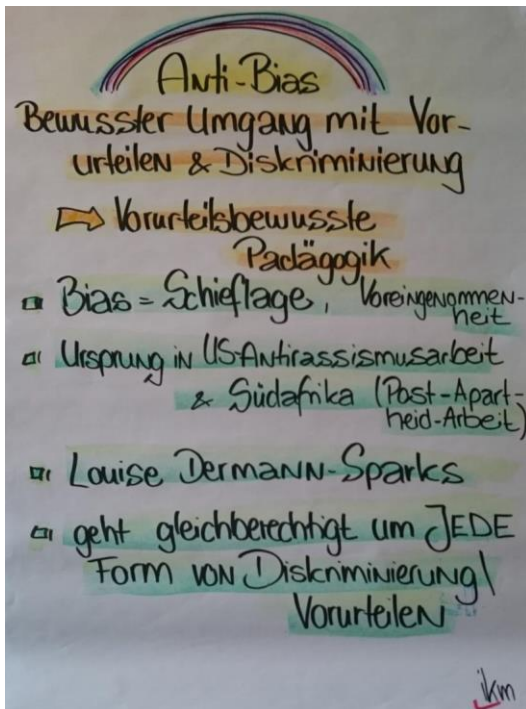 Anti-Bias
Bewusster Umgang mit Vor-
urteilen & Diskriminierung
Vorurteilsbewusste
Pädagogik
Bias = Schieflage, Voreingenommen-
heit
Ursprung in US-Antirassismusarbeit
& Südafrika (Post-Apart-
heid-Arbeit)
Louise Dermann-Sparks
geht gleichberechtigt um JEDE
Form von Diskriminierung/
Vorurteilen
ikm